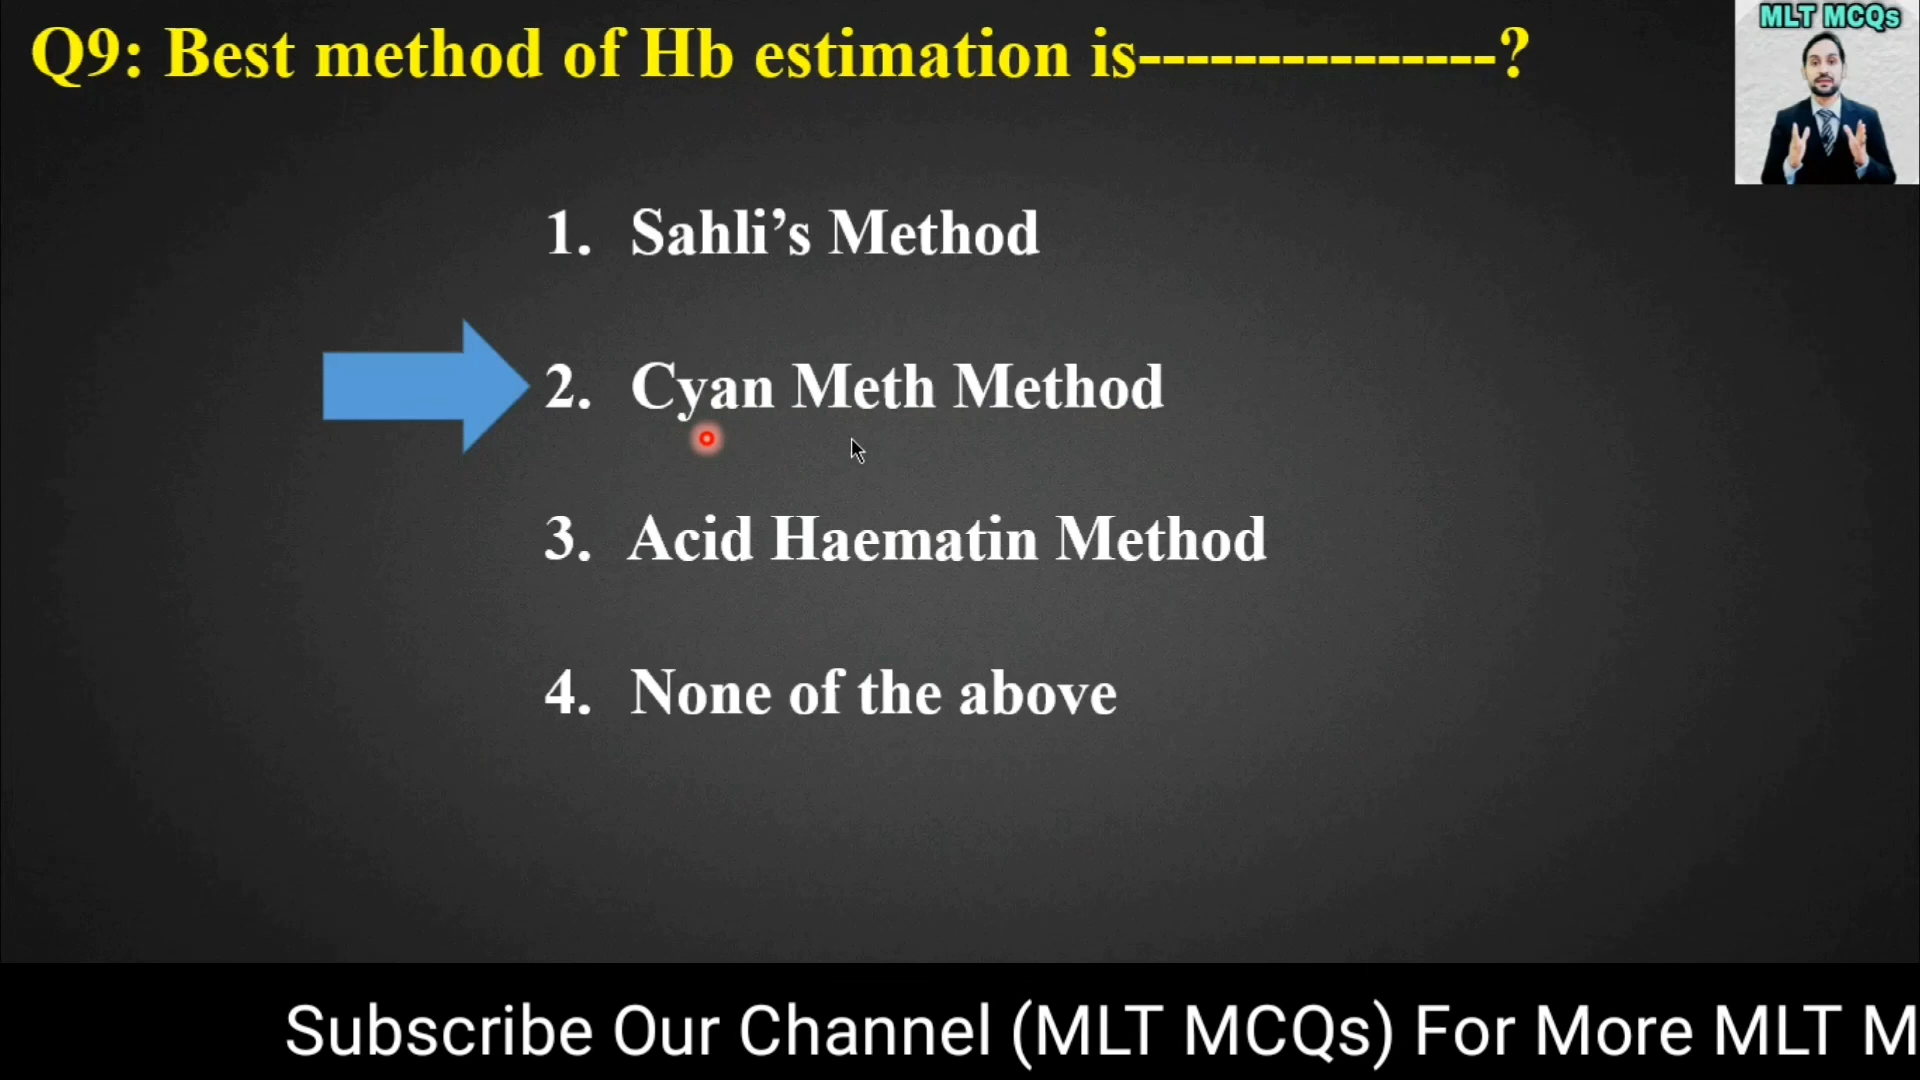 Q9: Best method of Hb estimation is---------------?
MLT MCQs
1. Sahli’s Method
2. Cyan Meth Method
3. Acid Haematin Method
4. None of the above
Subscribe Our Channel (MLT MCQs) For More MLT M